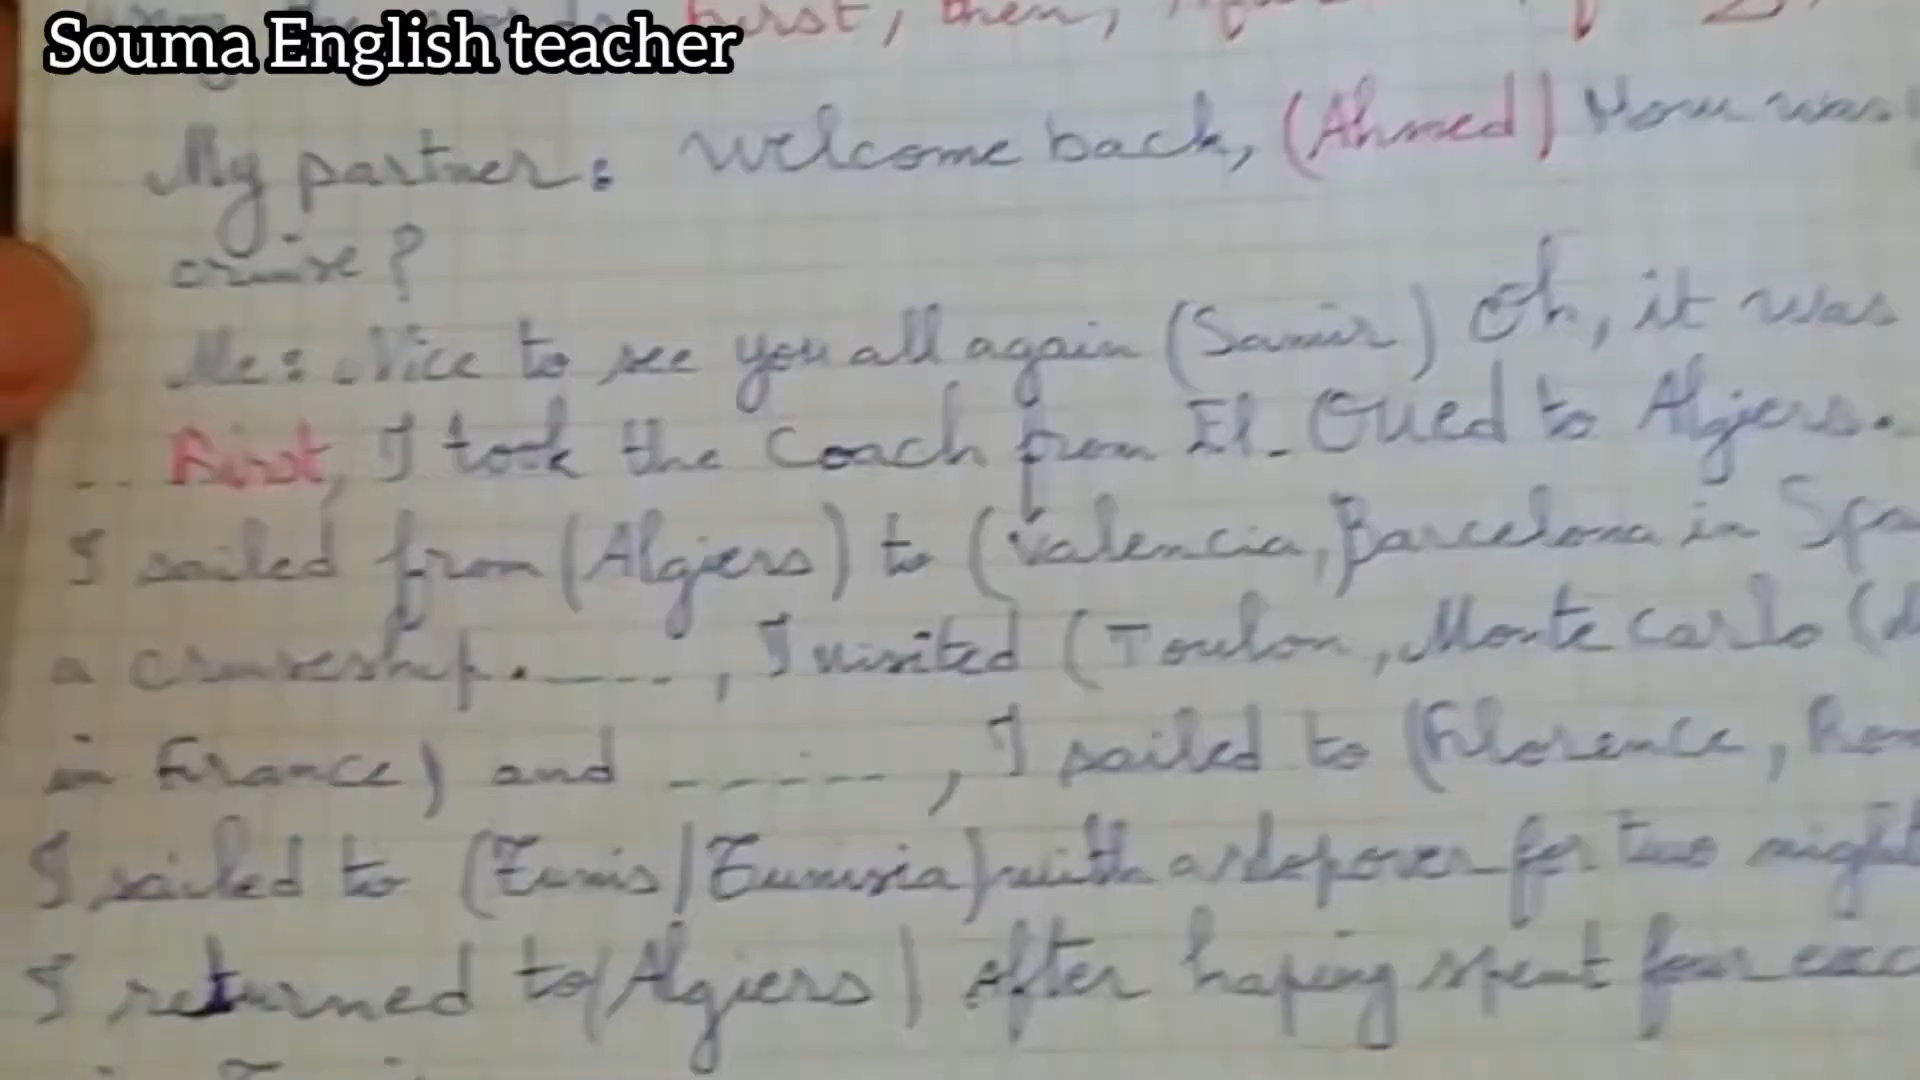 Souma English teacher
first, then,
My partner: Welcome back, (Ahmed) How was
cruise?
Me: Nice to see you all again (Samir) Oh, it was
... First, I took the Coach from El-Oued to Algiers.
I sailed from (Algiers) to (Valencia, Barcelona in Spa
a cruiseship. ......, I visited (Toulon, Monte Carlo (
in France) and ------, I sailed to (Florence, Rom
I sailed to (Tunis/Tunisia) with a stopover for two night
I returned to (Algiers) After having spent four exc